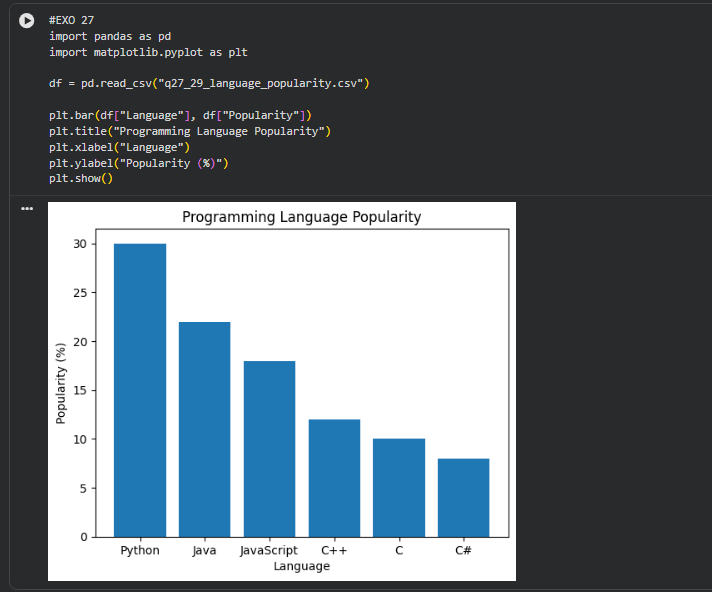 #EXO 27
import pandas as pd
import matplotlib.pyplot as plt
df = pd.read_csv("q27_29_language_popularity.csv")
plt.bar(df["Language"], df["Popularity"])
plt.title("Programming Language Popularity")
plt.xlabel("Language")
plt.ylabel("Popularity (%)")
plt.show()
Programming Language Popularity
30
25
20
15
10
5
0
Popularity (%)
Python Java JavaScript C++ C C#
Language